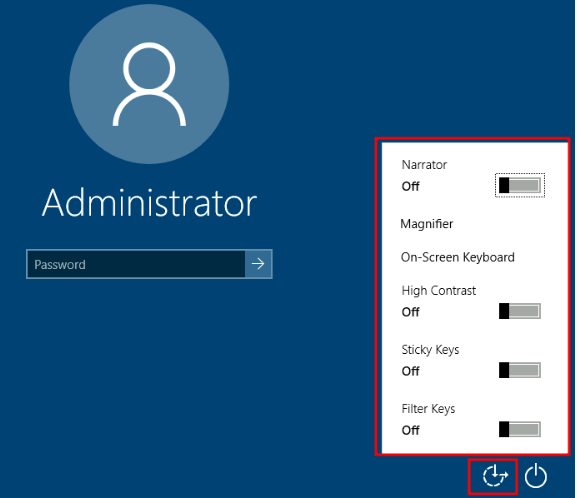 Administrator
Password
Narrator
Off
Magnifier
On-Screen Keyboard
High Contrast
Off
Sticky Keys
Off
Filter Keys
Off